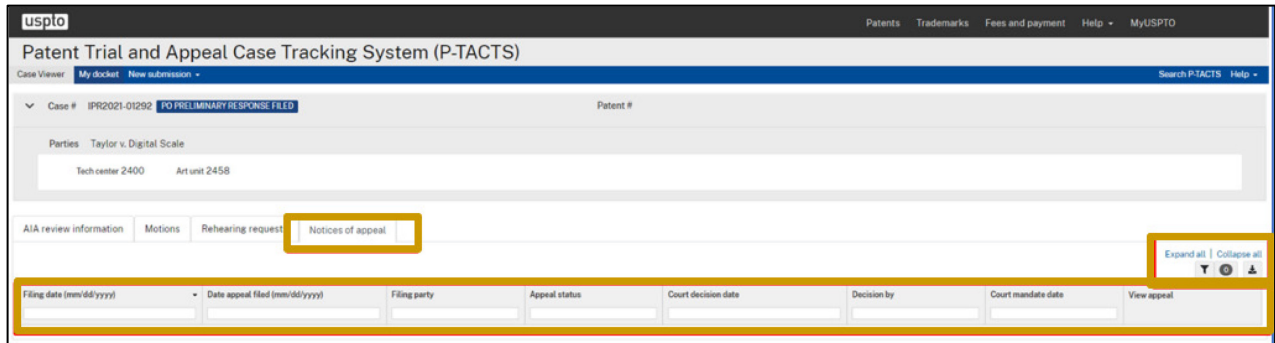 uspto Patents Trademarks Fees and payment Help MyUSPTO
Patent Trial and Appeal Case Tracking System (P-TACTS)
Case Viewer My docket New submission Search P-TACTS Help
Case # IPR2021-01292 PO PRELIMINARY RESPONSE FILED Patent #
Parties Taylor v. Digital Scale
Tech center 2400 Art unit 2458
AIA review information Motions Rehearing request Notices of appeal
Expand all | Collapse all
0
Filing date (mm/dd/yyyy) Date appeal filed (mm/dd/yyyy) Filing party Appeal status Court decision date Decision by Court mandate date View appeal